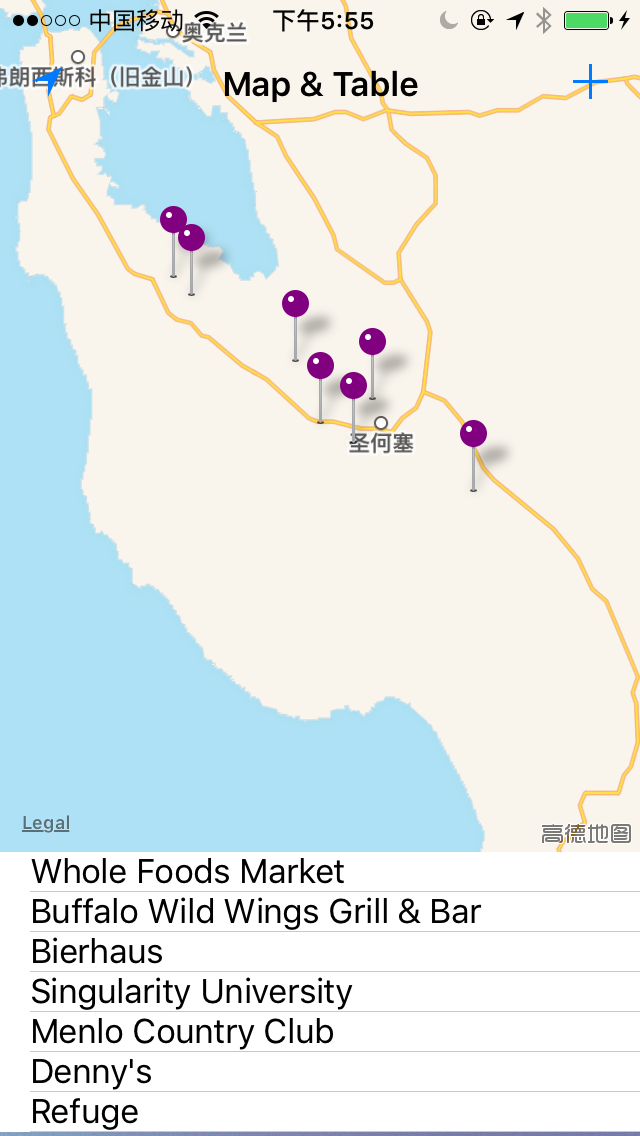 中国移动 下午5:55
奥克兰
弗朗西斯科（旧金山）
Map & Table
圣何塞
Legal
高德地图
Whole Foods Market
Buffalo Wild Wings Grill & Bar
Bierhaus
Singularity University
Menlo Country Club
Denny's
Refuge